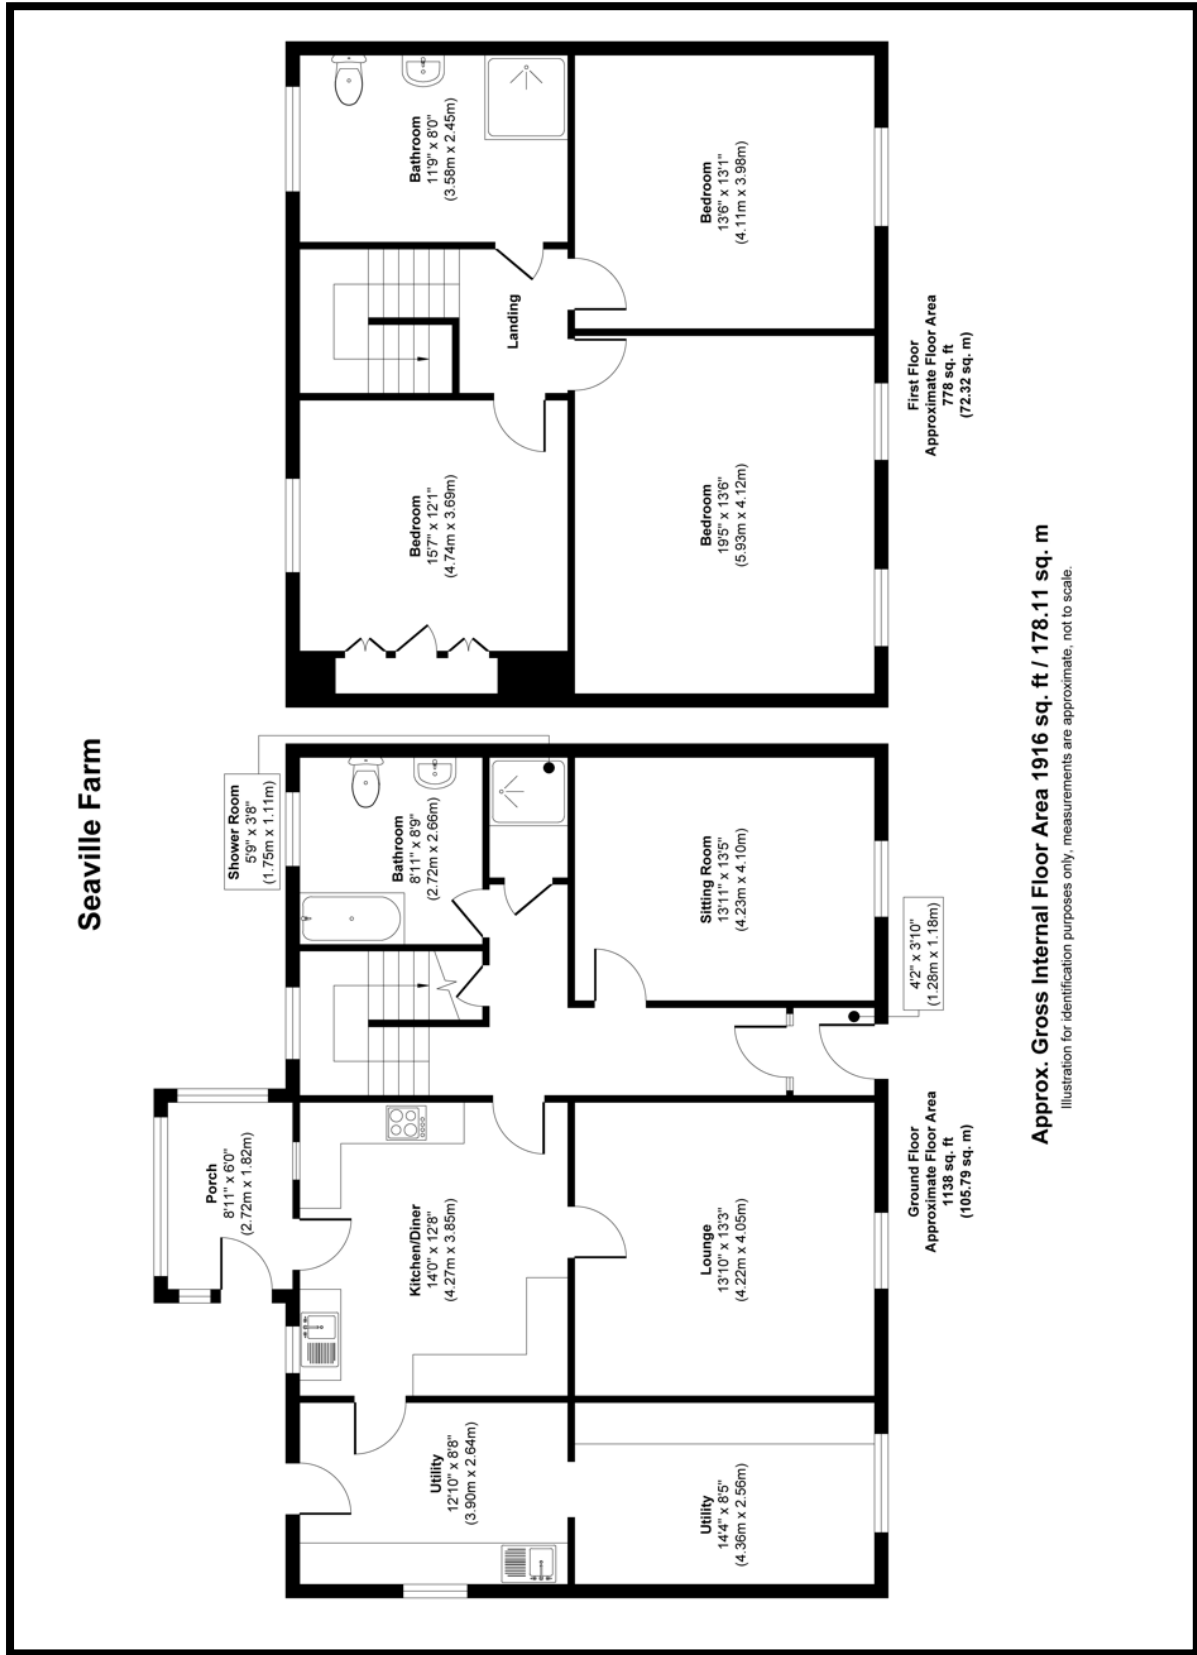 Seaville Farm
Porch
8'11" x 6'0"
(2.72m x 1.82m)
Shower Room
5'9" x 3'8"
(1.75m x 1.11m)
Utility
12'10" x 8'8"
(3.90m x 2.64m)
Kitchen/Diner
14'0" x 12'8"
(4.27m x 3.85m)
Bathroom
8'11" x 8'9"
(2.72m x 2.66m)
Utility
14'4" x 8'5"
(4.36m x 2.56m)
Lounge
13'10" x 13'3"
(4.22m x 4.05m)
Sitting Room
13'11" x 13'5"
(4.23m x 4.10m)
4'2" x 3'10"
(1.28m x 1.18m)
Ground Floor
Approximate Floor Area
1138 sq. ft
(105.79 sq. m)
Bedroom
15'7" x 12'1"
(4.74m x 3.69m)
Landing
Bathroom
11'9" x 8'0"
(3.58m x 2.45m)
Bedroom
19'5" x 13'6"
(5.93m x 4.12m)
Bedroom
13'6" x 13'1"
(4.11m x 3.98m)
First Floor
Approximate Floor Area
778 sq. ft
(72.32 sq. m)
Approx. Gross Internal Floor Area 1916 sq. ft / 178.11 sq. m
Illustration for identification purposes only, measurements are approximate, not to scale.